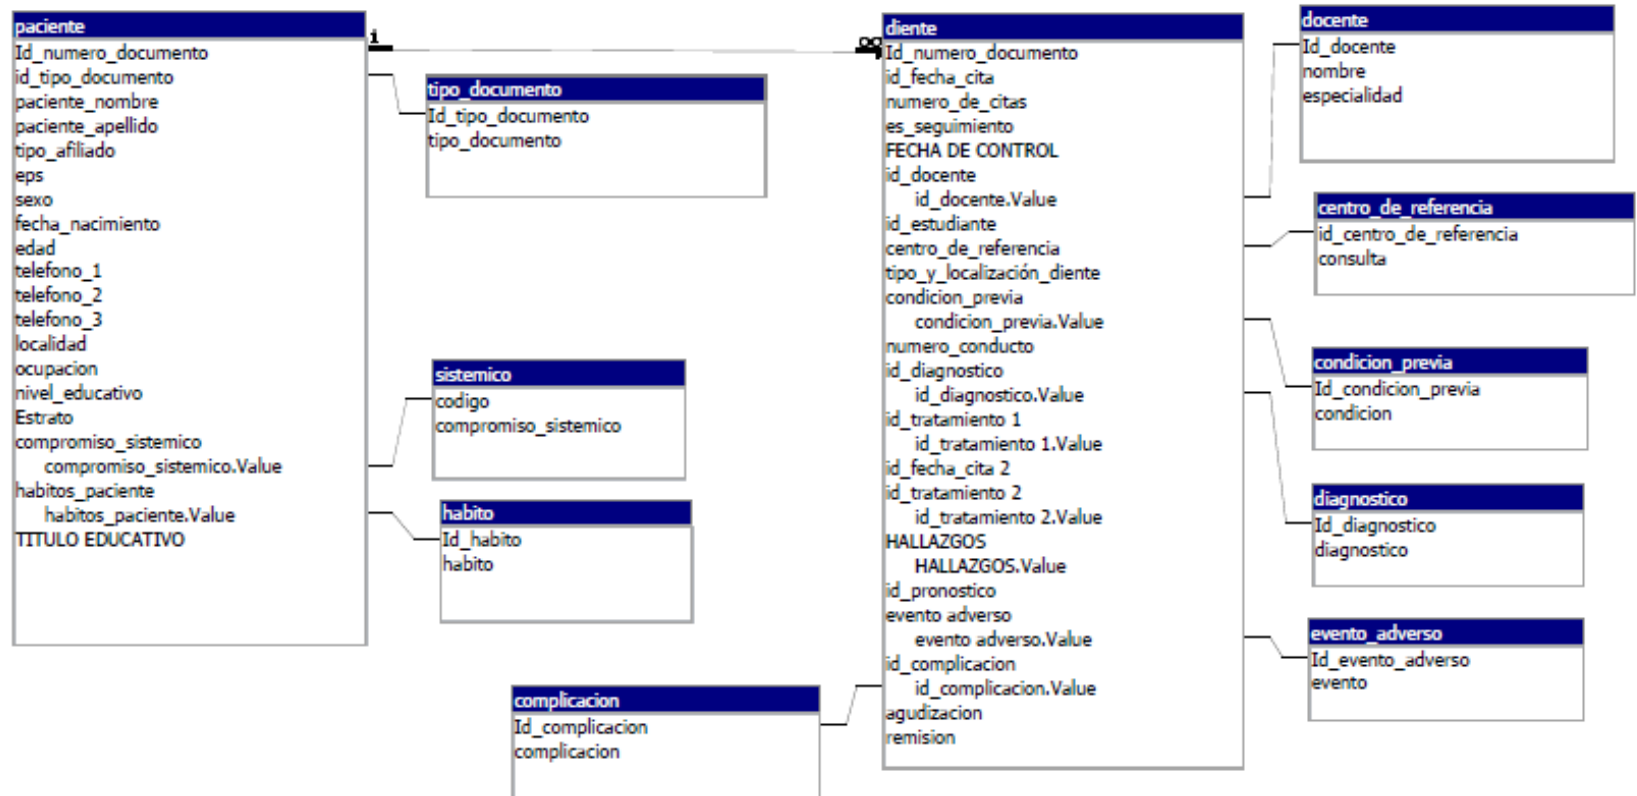 paciente
Id_numero_documento
id_tipo_documento
paciente_nombre
paciente_apellido
tipo_afiliado
eps
sexo
fecha_nacimiento
edad
telefono_1
telefono_2
telefono_3
localidad
ocupacion
nivel_educativo
Estrato
compromiso_sistemico
compromiso_sistemico.Value
habitos_paciente
habitos_paciente.Value
TITULO EDUCATIVO
1
∞
tipo_documento
Id_tipo_documento
tipo_documento
sistemico
codigo
compromiso_sistemico
habito
Id_habito
habito
complicacion
Id_complicacion
complicacion
diente
Id_numero_documento
id_fecha_cita
numero_de_citas
es_seguimiento
FECHA DE CONTROL
id_docente
id_docente.Value
id_estudiante
centro_de_referencia
tipo_y_localización_diente
condicion_previa
condicion_previa.Value
numero_conducto
id_diagnostico
id_diagnostico.Value
id_tratamiento 1
id_tratamiento 1.Value
id_fecha_cita 2
id_tratamiento 2
id_tratamiento 2.Value
HALLAZGOS
HALLAZGOS.Value
id_pronostico
evento adverso
evento adverso.Value
id_complicacion
id_complicacion.Value
agudizacion
remision
docente
Id_docente
nombre
especialidad
centro_de_referencia
id_centro_de_referencia
consulta
condicion_previa
Id_condicion_previa
condicion
diagnostico
Id_diagnostico
diagnostico
evento_adverso
Id_evento_adverso
evento